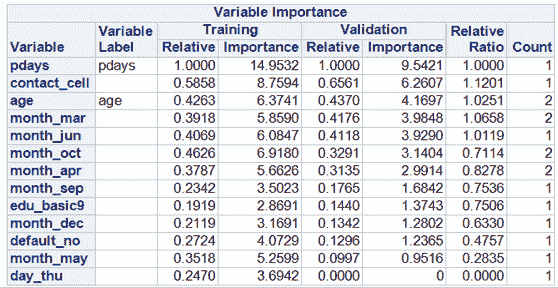 Variable Importance
Variable Variable Label Training Validation Relative Ratio Count
Relative Importance Relative Importance
pdays pdays 1.0000 14.9532 1.0000 9.5421 1.0000 1
contact_cell 0.5858 8.7594 0.6561 6.2607 1.1201 1
age age 0.4263 6.3741 0.4370 4.1697 1.0251 2
month_mar 0.3918 5.8590 0.4176 3.9848 1.0658 2
month_jun 0.4069 6.0847 0.4118 3.9290 1.0119 1
month_oct 0.4626 6.9180 0.3291 3.1404 0.7114 2
month_apr 0.3787 5.6626 0.3135 2.9914 0.8278 2
month_sep 0.2342 3.5023 0.1765 1.6842 0.7536 1
edu_basic9 0.1919 2.8691 0.1440 1.3743 0.7506 1
month_dec 0.2119 3.1691 0.1342 1.2802 0.6330 1
default_no 0.2724 4.0729 0.1296 1.2365 0.4757 1
month_may 0.3518 5.2599 0.0997 0.9516 0.2835 1
day_thu 0.2470 3.6942 0.0000 0 0.0000 1